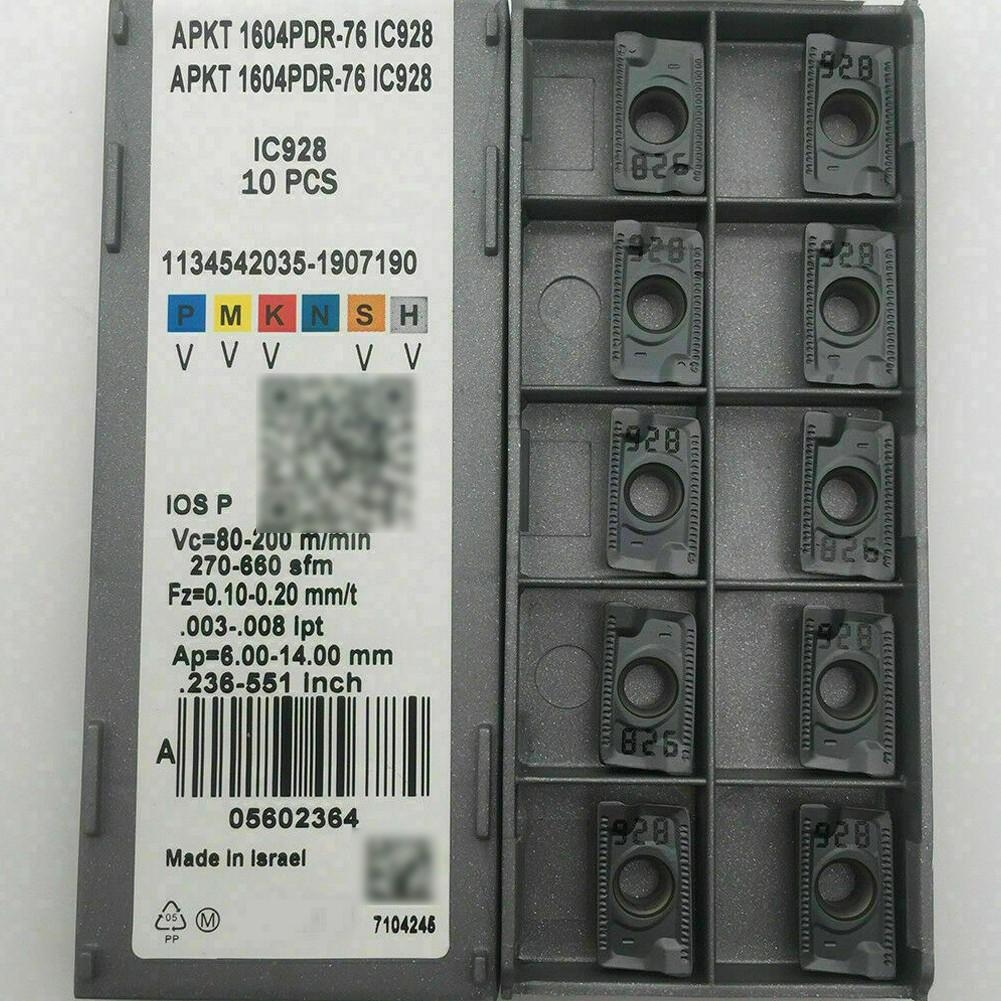 APKT 1604PDR-76 IC928
APKT 1604PDR-76 IC928
IC928
10 PCS
1134542035-1907190
P M K N S H
V V V V V
IOS P
Vc=80-200 m/min
270-660 sfm
Fz=0.10-0.20 mm/t
.003-.008 Ipt
Ap=6.00-14.00 mm
.236-551 Inch
A
05602364
Made in Israel
05
PP
M
7104245
928
928
928
928
928
928
928
928
928
928